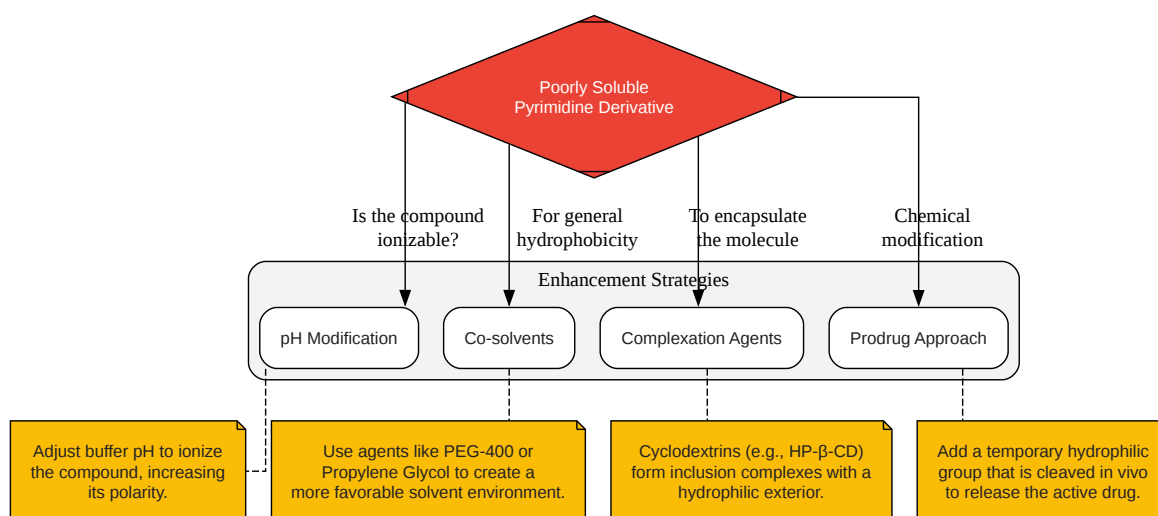 Poorly Soluble
Pyrimidine Derivative
Is the compound
ionizable?
For general
hydrophobicity
To encapsulate
the molecule
Chemical
modification
Enhancement Strategies
pH Modification
Co-solvents
Complexation Agents
Prodrug Approach
Adjust buffer pH to ionize
the compound, increasing
its polarity.
Use agents like PEG-400 or
Propylene Glycol to create a
more favorable solvent environment.
Cyclodextrins (e.g., HP-β-CD)
form inclusion complexes with a
hydrophilic exterior.
Add a temporary hydrophilic
group that is cleaved in vivo
to release the active drug.